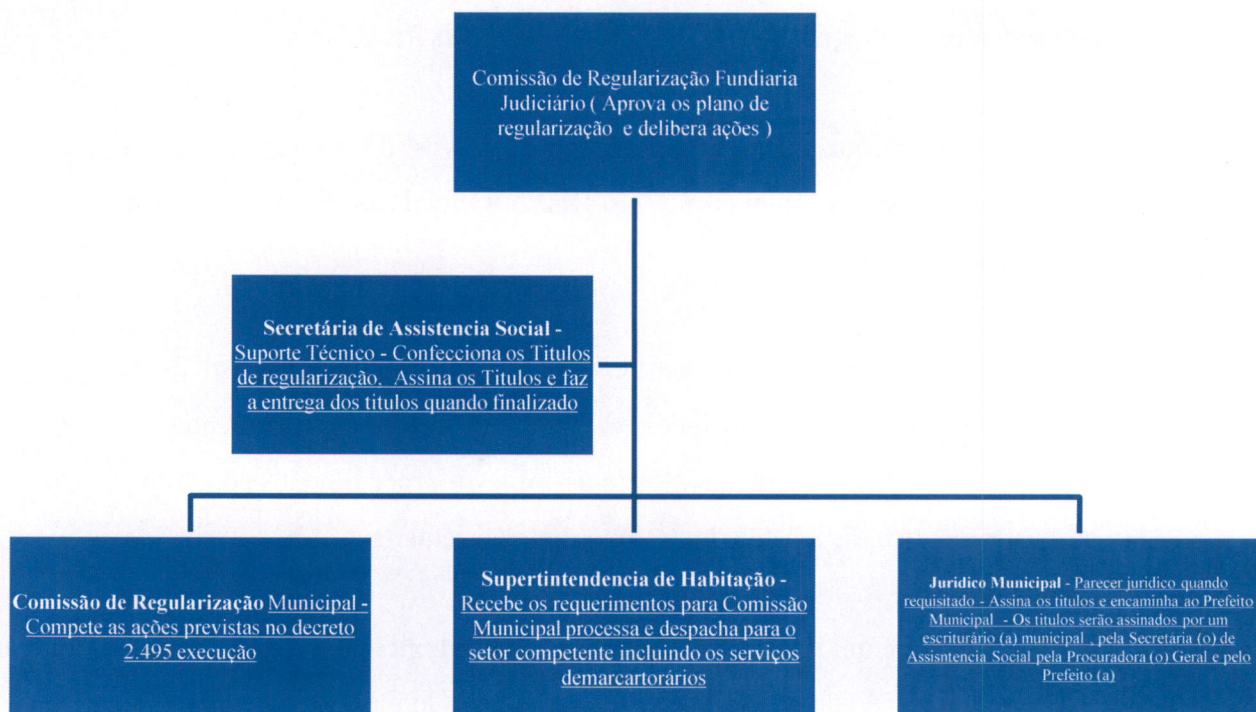 Comissão de Regularização Fundiaria
Judiciário ( Aprova os plano de
regularização e delibera ações )
Secretária de Assistencia Social -
Suporte Técnico - Confecciona os Titulos
de regularização. Assina os Titulos e faz
a entrega dos titulos quando finalizado
Comissão de Regularização Municipal -
Compete as ações previstas no decreto
2.495 execução
Supertintendencia de Habitação -
Recebe os requerimentos para Comissão
Municipal processa e despacha para o
setor competente incluindo os serviços
demarcartorários
Juridico Municipal - Parecer juridico quando
requisitado - Assina os titulos e encaminha ao Prefeito
Municipal - Os titulos serão assinados por um
escriturário (a) municipal , pela Secretária (o) de
Assisntencia Social pela Procuradora (o) Geral e pelo
Prefeito (a)